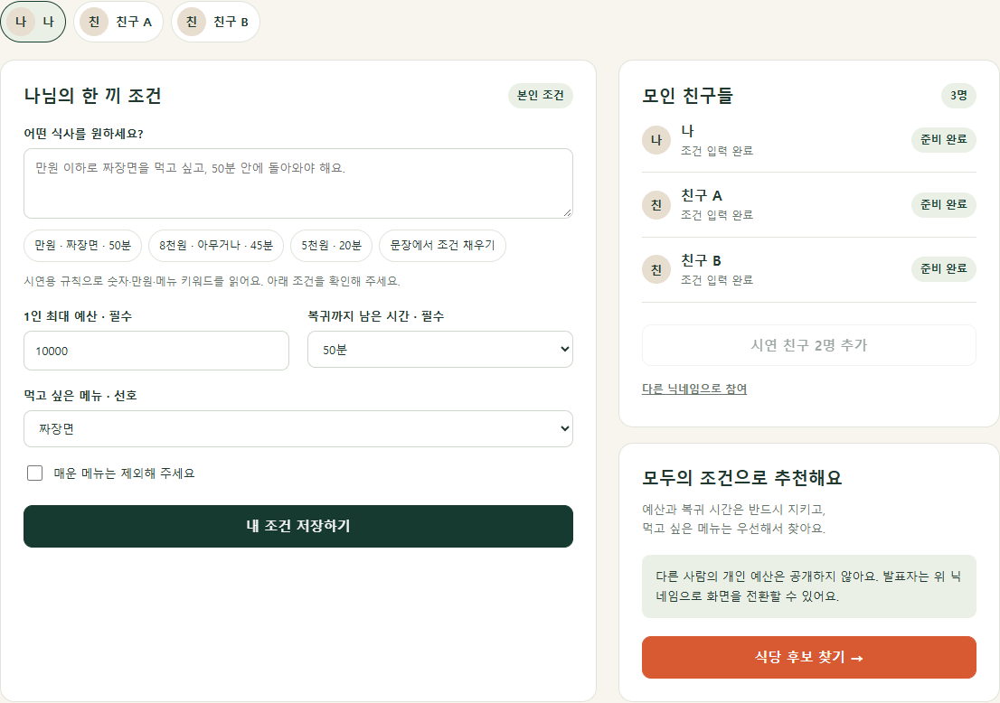 나 나 친 친구 A 친 친구 B
나님의 한 끼 조건
본인 조건
어떤 식사를 원하세요?
만원 이하로 짜장면을 먹고 싶고, 50분 안에 돌아와야 해요.
만원 · 짜장면 · 50분 8천원 · 아무거나 · 45분 5천원 · 20분 문장에서 조건 채우기
시연용 규칙으로 숫자·만원·메뉴 키워드를 읽어요. 아래 조건을 확인해 주세요.
1인 최대 예산 · 필수 복귀까지 남은 시간 · 필수
10000 50분
먹고 싶은 메뉴 · 선호
짜장면
매운 메뉴는 제외해 주세요
내 조건 저장하기
모인 친구들
3명
나 나
조건 입력 완료
준비 완료
친 친구 A
조건 입력 완료
준비 완료
친 친구 B
조건 입력 완료
준비 완료
시연 친구 2명 추가
다른 닉네임으로 참여
모두의 조건으로 추천해요
예산과 복귀 시간은 반드시 지키고,
먹고 싶은 메뉴는 우선해서 찾아요.
다른 사람의 개인 예산은 공개하지 않아요. 발표자는 위 닉
네임으로 화면을 전환할 수 있어요.
식당 후보 찾기 →